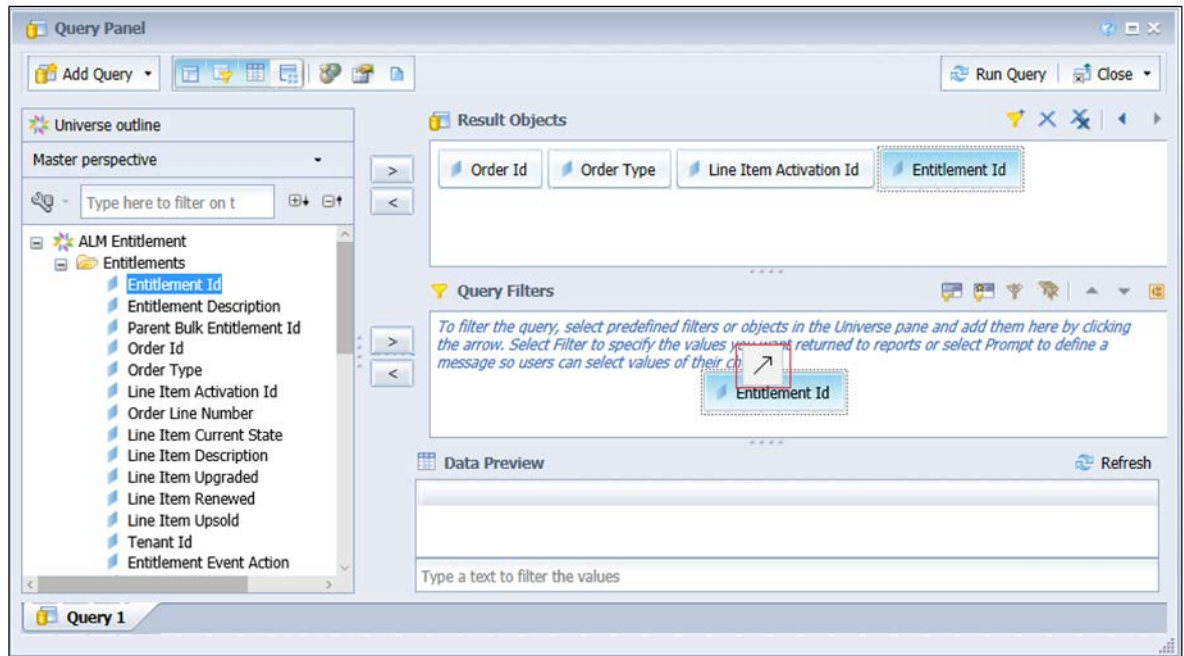 Query Panel
Add Query
Run Query
Close
Universe outline
Master perspective
Type here to filter on t
ALM Entitlement
Entitlements
Entitlement Id
Entitlement Description
Parent Bulk Entitlement Id
Order Id
Order Type
Line Item Activation Id
Order Line Number
Line Item Current State
Line Item Description
Line Item Upgraded
Line Item Renewed
Line Item Upsold
Tenant Id
Entitlement Event Action
>
<
>
<
Result Objects
Order Id Order Type Line Item Activation Id Entitlement Id
Query Filters
To filter the query, select predefined filters or objects in the Universe pane and add them here by clicking
the arrow. Select Filter to specify the values you want returned to reports or select Prompt to define a
message so users can select values of their ch
Entitlement Id
Data Preview
Refresh
Type a text to filter the values
Query 1